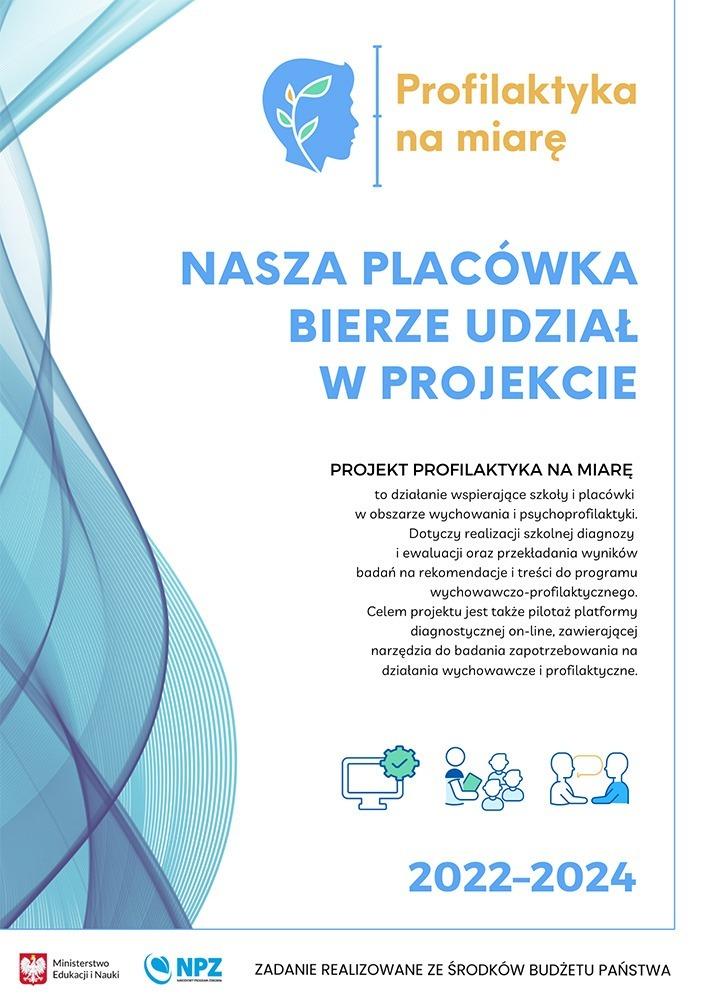 Profilaktyka
na miarę
NASZA PLACÓWKA
BIERZE UDZIAŁ
W PROJEKCIE
PROJEKT PROFILAKTYKA NA MIARĘ
to działanie wspierające szkoły i placówki
w obszarze wychowania i psychoprofilaktyki.
Dotyczy realizacji szkolnej diagnozy
i ewaluacji oraz przekładania wyników
badań na rekomendacje i treści do programu
wychowawczo-profilaktycznego.
Celem projektu jest także pilotaż platformy
diagnostycznej on-line, zawierającej
narzędzia do badania zapotrzebowania na
działania wychowawcze i profilaktyczne.
2022–2024
Ministerstwo
Edukacji i Nauki
NPZ
NARODOWY PROGRAM ZDROWIA
ZADANIE REALIZOWANE ZE ŚRODKÓW BUDŻETU PAŃSTWA